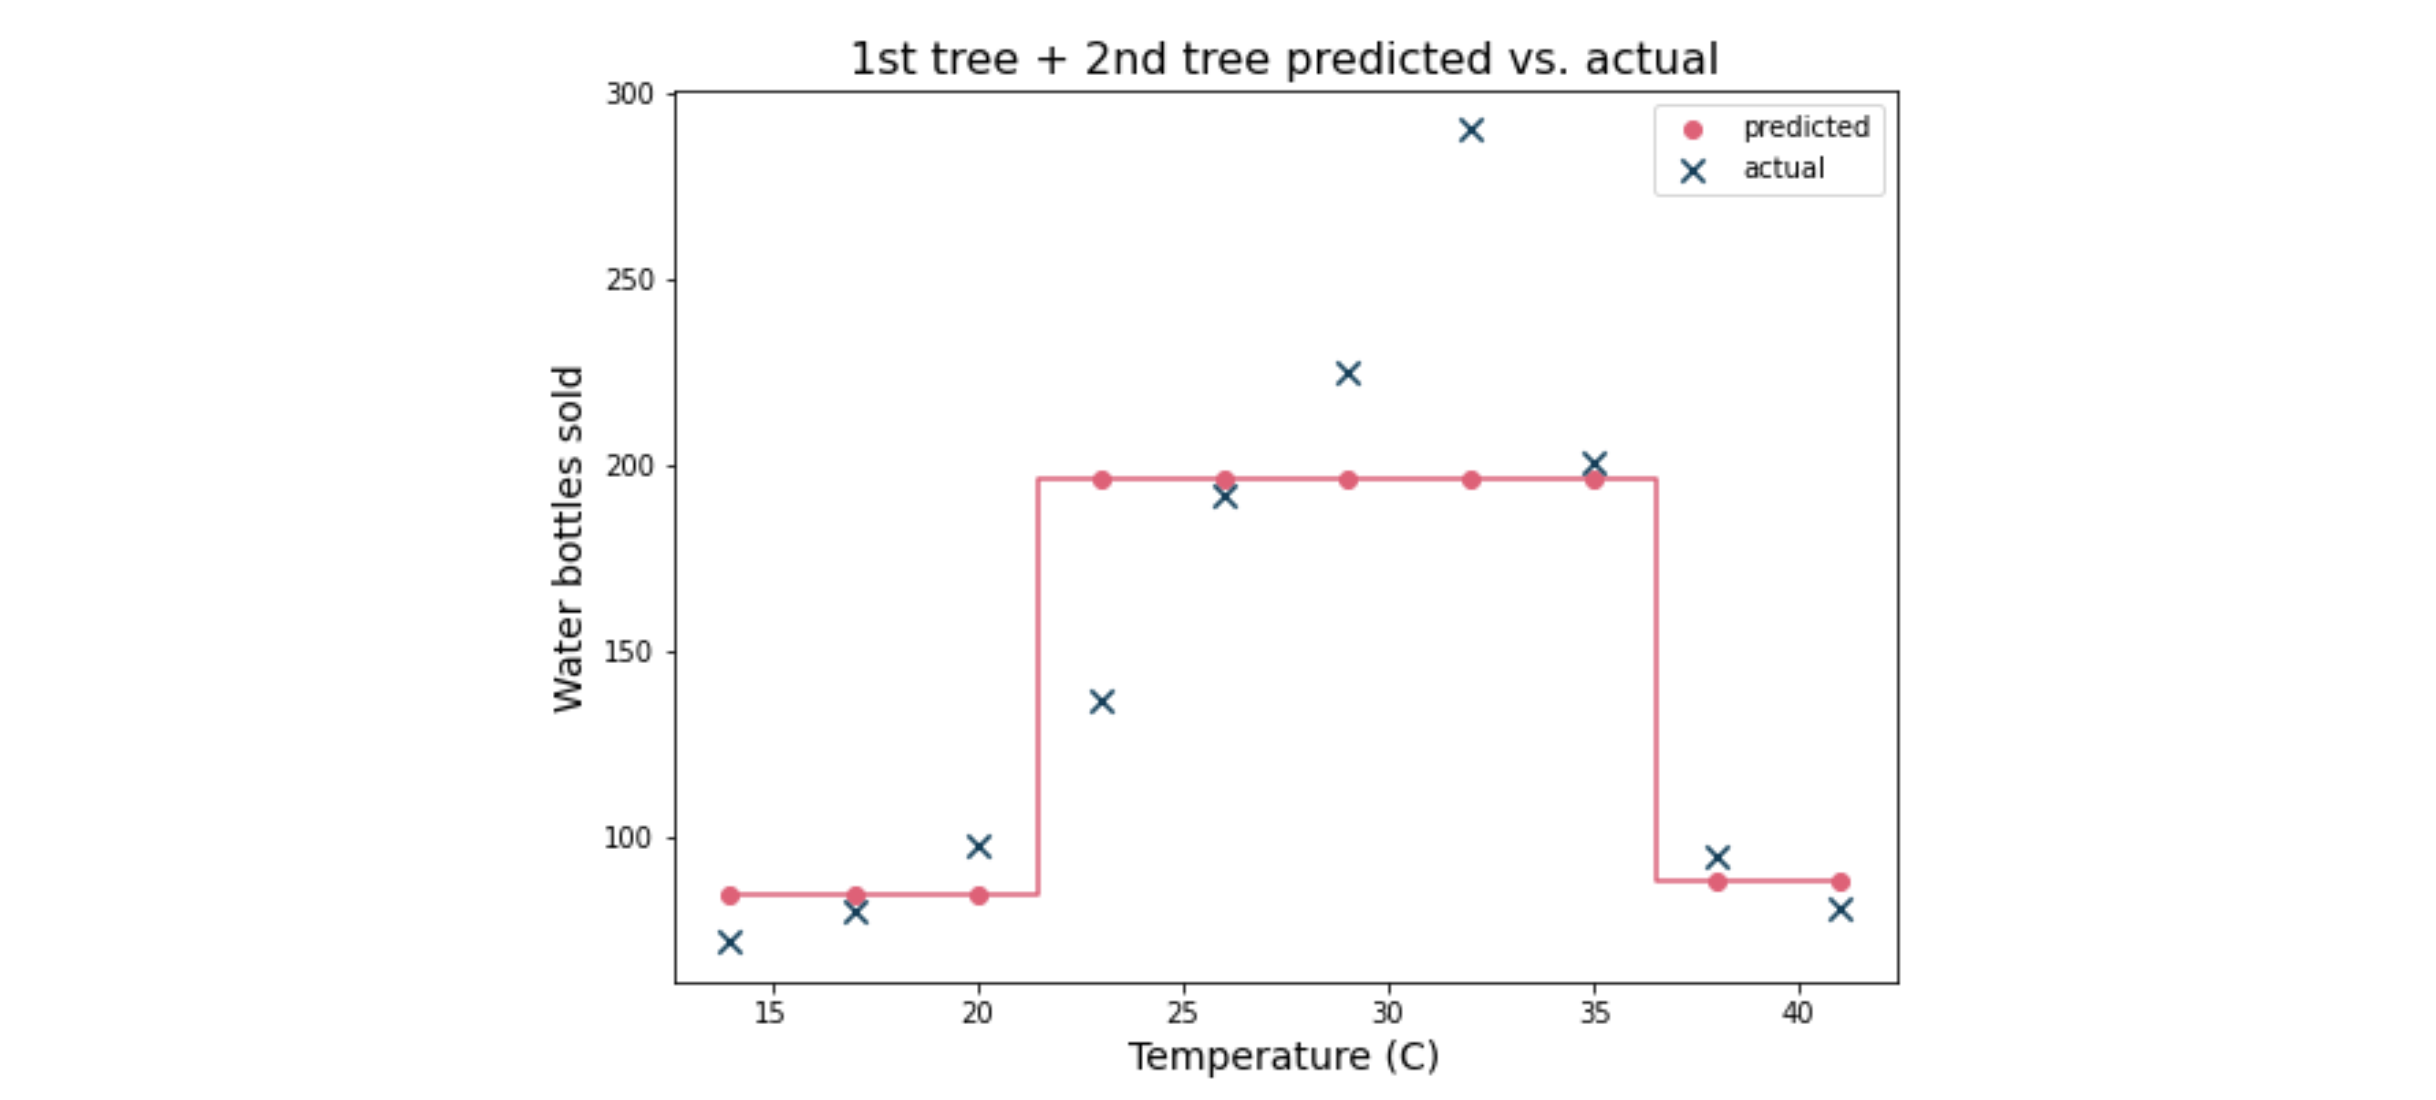 1st tree + 2nd tree predicted vs. actual
300
250
200
150
100
Water bottles sold
predicted
actual
15 20 25 30 35 40
Temperature (C)